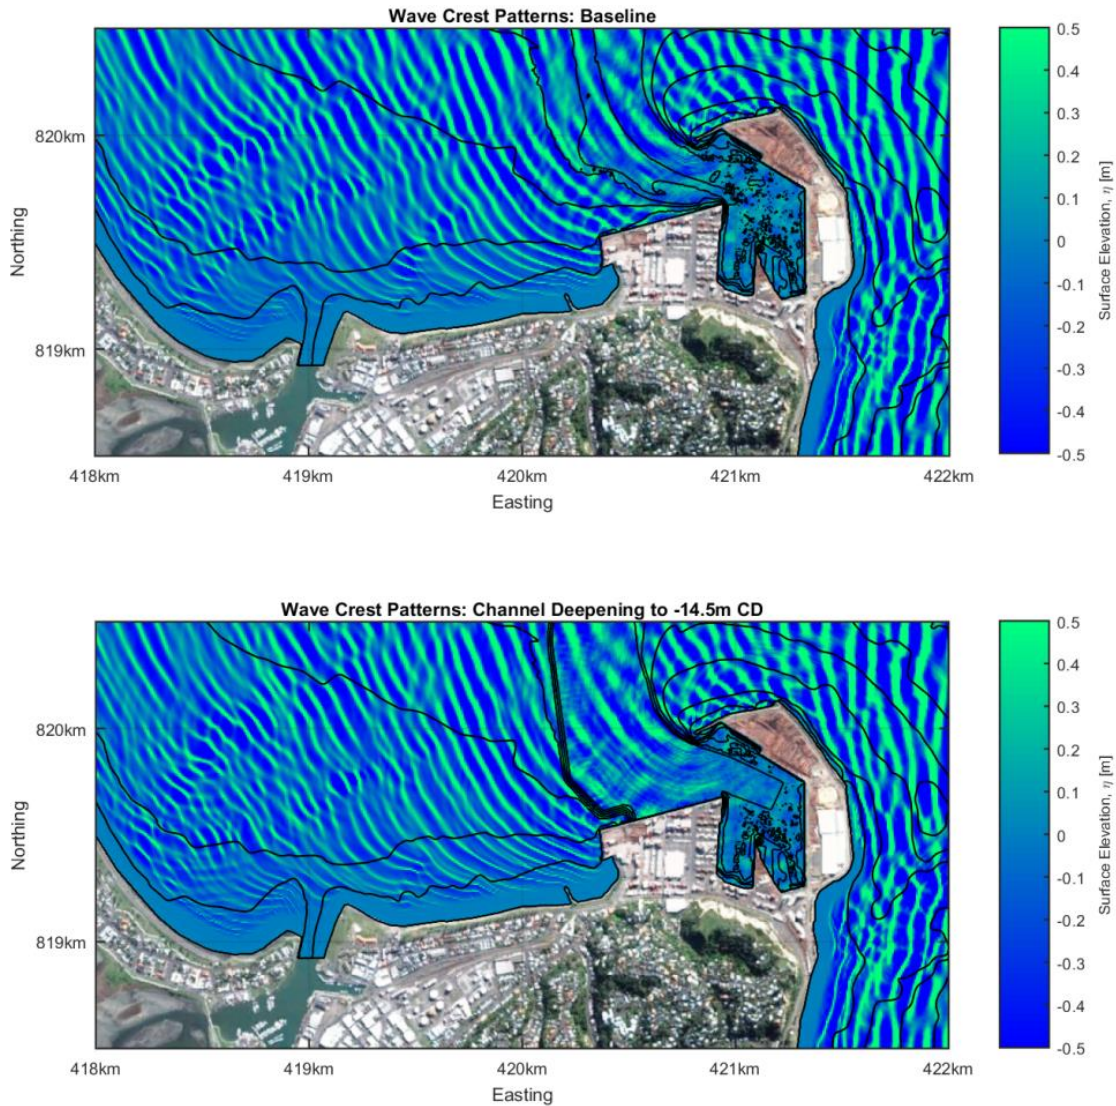 Wave Crest Patterns: Baseline
0.5
0.4
0.3
0.2
0.1
0
-0.1
-0.2
-0.3
-0.4
-0.5
Surface Elevation, η [m]
820km
819km
Northing
418km 419km 420km 421km 422km
Easting
Wave Crest Patterns: Channel Deepening to -14.5m CD
0.5
0.4
0.3
0.2
0.1
0
-0.1
-0.2
-0.3
-0.4
-0.5
Surface Elevation, η [m]
820km
819km
Northing
418km 419km 420km 421km 422km
Easting